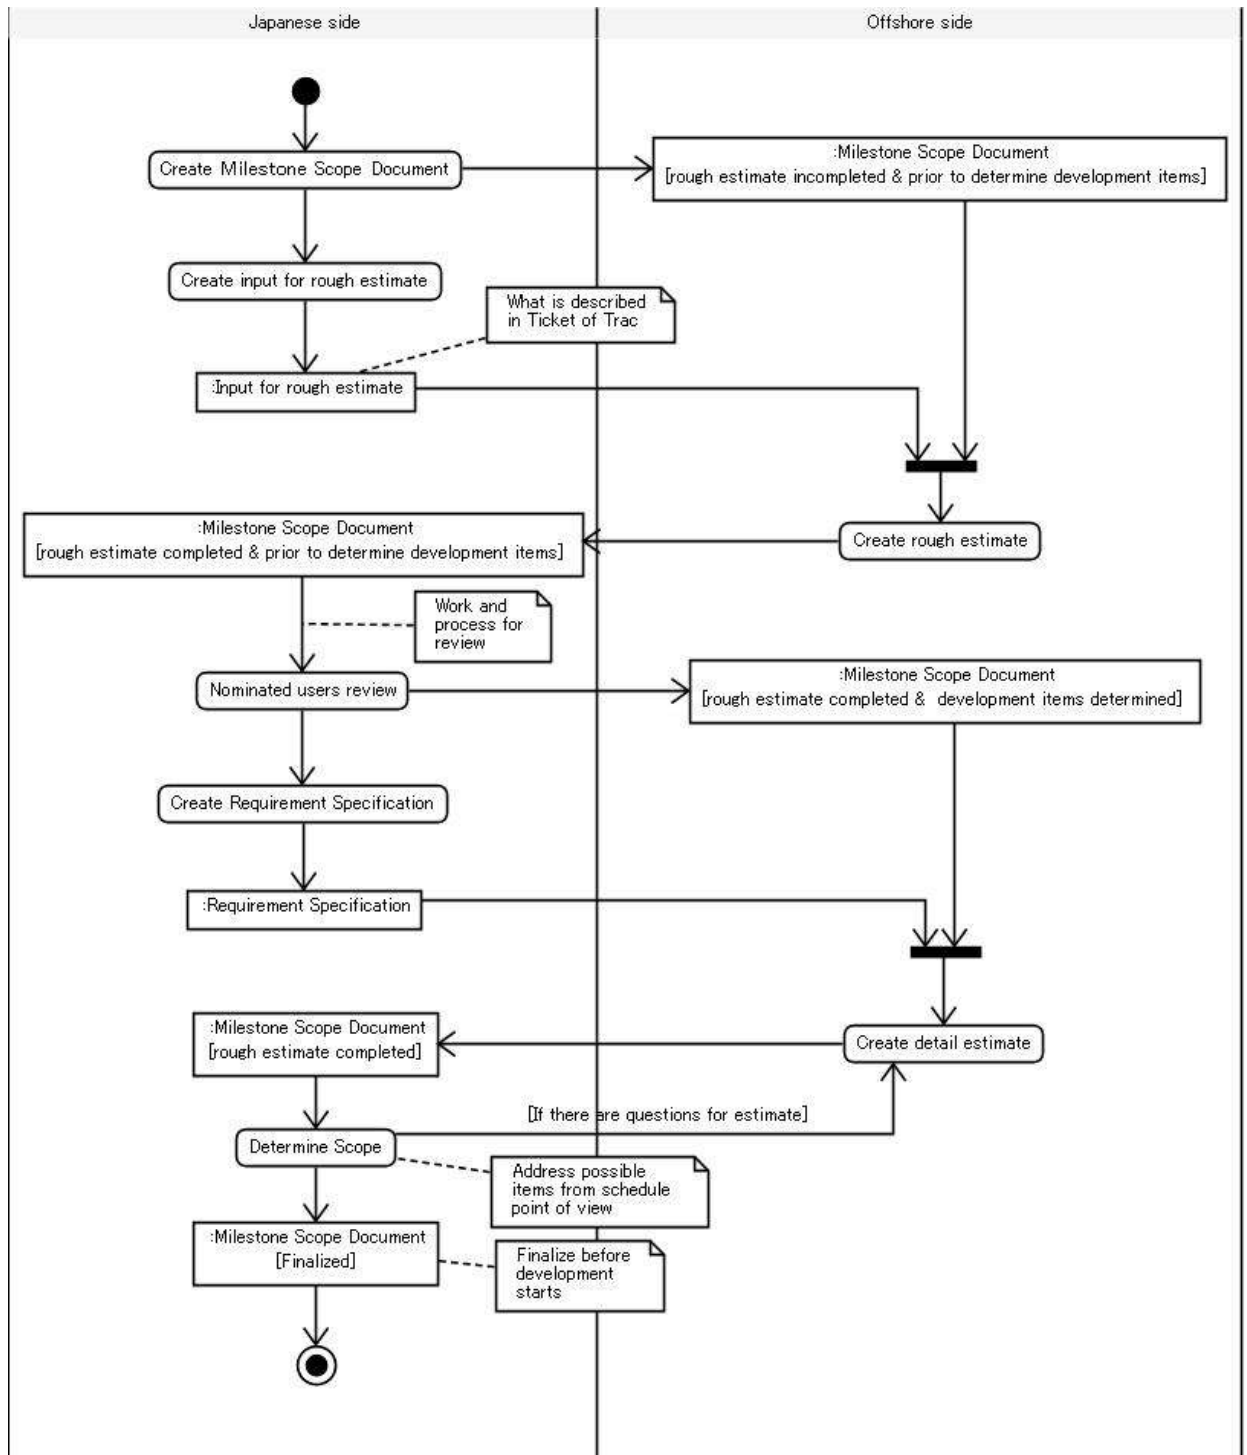 Japanese side
Offshore side
Create Milestone Scope Document
:Milestone Scope Document
[rough estimate incompleted & prior to determine development items]
Create input for rough estimate
What is described
in Ticket of Trac
:Input for rough estimate
:Milestone Scope Document
[rough estimate completed & prior to determine development items]
Create rough estimate
Work and
process for
review
Nominated users review
:Milestone Scope Document
[rough estimate completed & development items determined]
Create Requirement Specification
:Requirement Specification
:Milestone Scope Document
[rough estimate completed]
Create detail estimate
[If there are questions for estimate]
Determine Scope
Address possible
items from schedule
point of view
:Milestone Scope Document
[Finalized]
Finalize before
development
starts